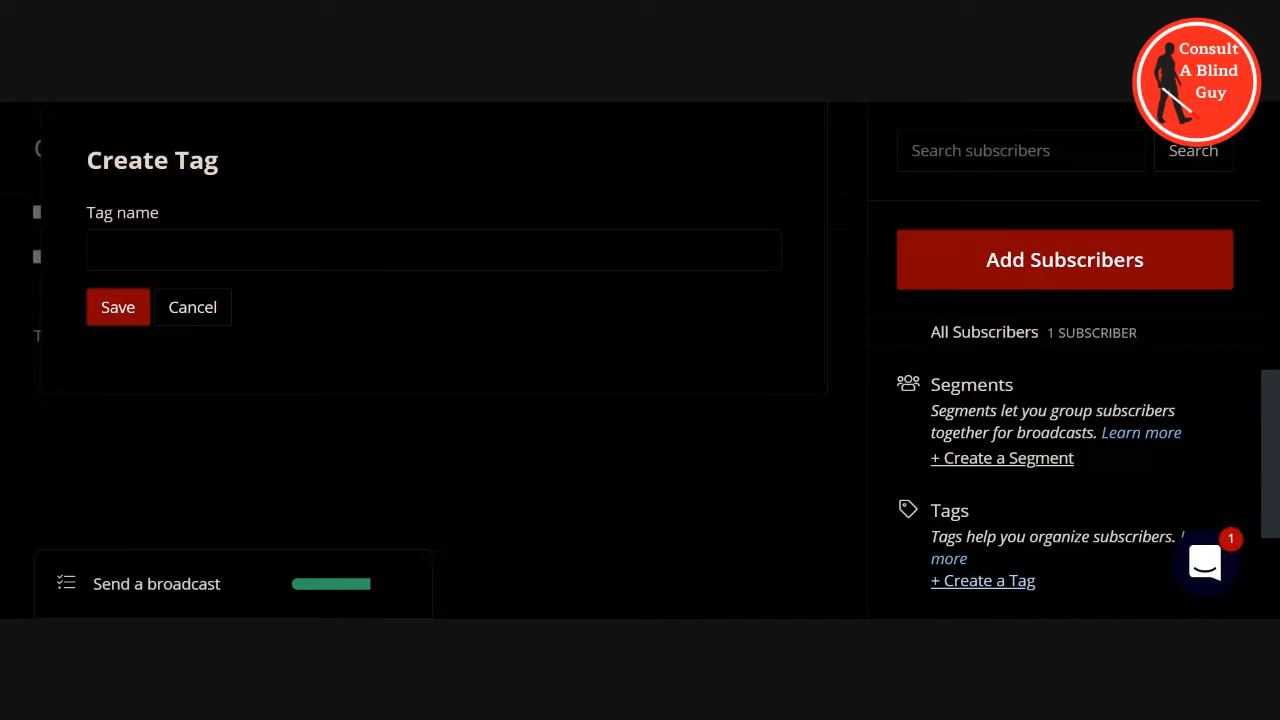 Consult
A Blind
Guy
Create Tag
Tag name
Save
Cancel
Send a broadcast
Search subscribers
Search
Add Subscribers
All Subscribers 1 SUBSCRIBER
Segments
Segments let you group subscribers
together for broadcasts. Learn more
+ Create a Segment
Tags
Tags help you organize subscribers.
more
+ Create a Tag
1